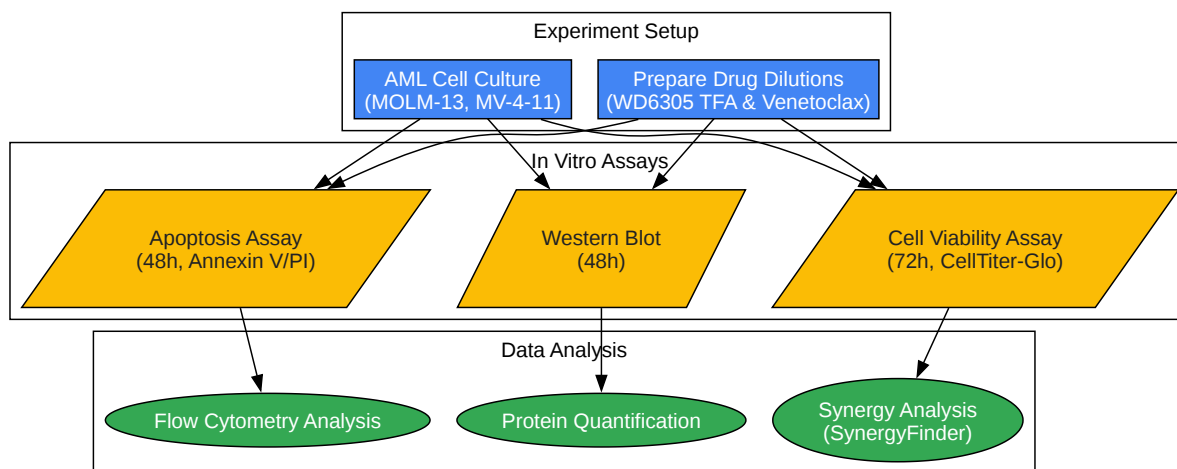 Experiment Setup
AML Cell Culture
(MOLM-13, MV-4-11)
Prepare Drug Dilutions
(WD6305 TFA & Venetoclax)
In Vitro Assays
Apoptosis Assay
(48h, Annexin V/PI)
Western Blot
(48h)
Cell Viability Assay
(72h, CellTiter-Glo)
Data Analysis
Flow Cytometry Analysis
Protein Quantification
Synergy Analysis
(SynergyFinder)